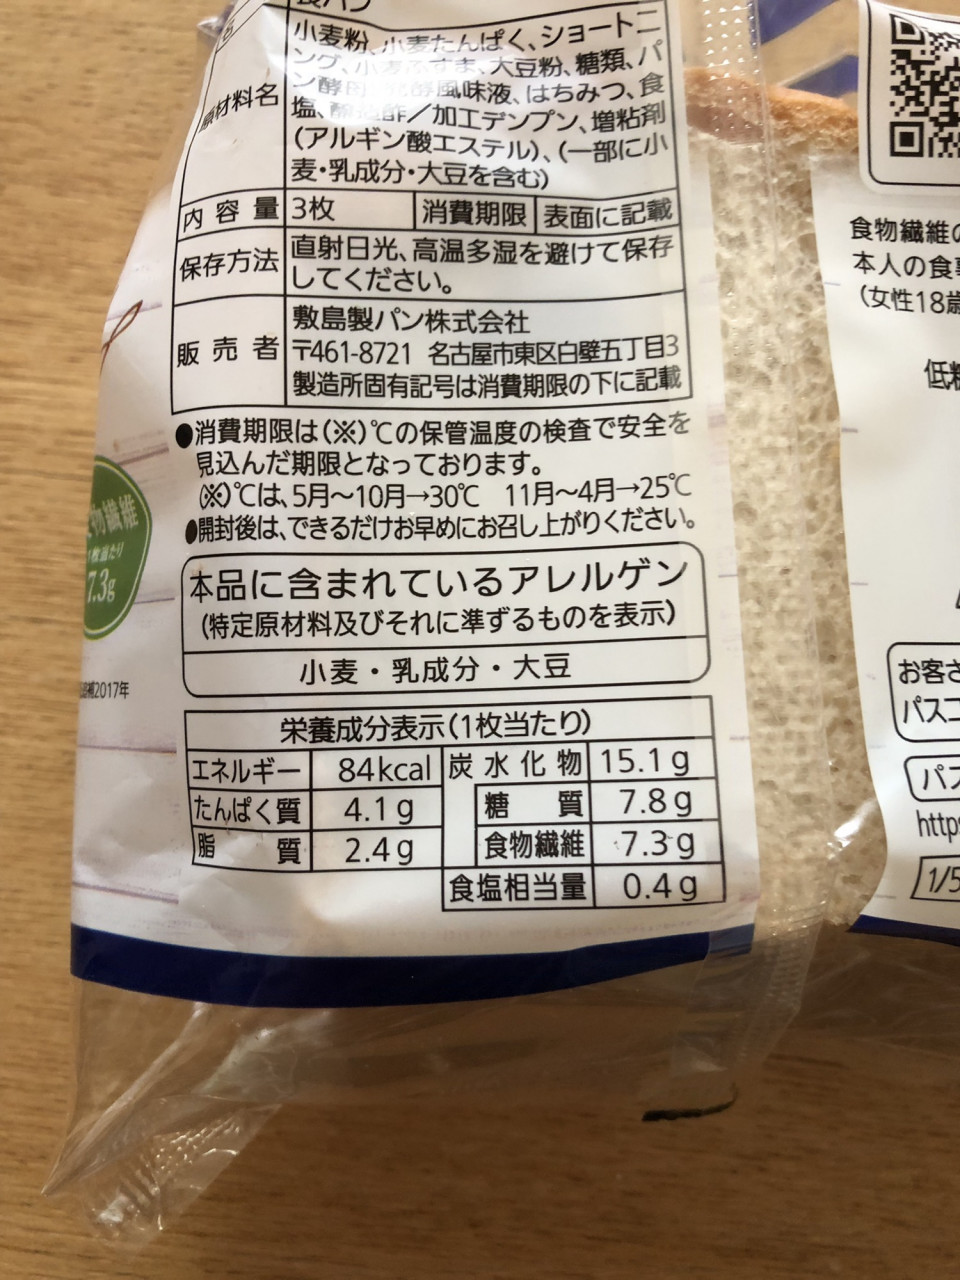 食パン
原材料名
小麦粉、小麦たんぱく、ショートニ
ング、小麦ふすま、大豆粉、糖類、パ
ン酵母、発酵風味液、はちみつ、食
塩、醸造酢／加工デンプン、増粘剤
(アルギン酸エステル)、(一部に小
麦・乳成分・大豆を含む)
内容量 3枚 消費期限 表面に記載
保存方法 直射日光、高温多湿を避けて保存
してください。
販売者 敷島製パン株式会社
〒461-8721 名古屋市東区白壁五丁目3
製造所固有記号は消費期限の下に記載
●消費期限は(※)℃の保管温度の検査で安全を
見込んだ期限となっております。
(※)℃は、5月〜10月→30℃ 11月〜4月→25℃
●開封後は、できるだけお早めにお召し上がりください。
本品に含まれているアレルゲン
(特定原材料及びそれに準ずるものを表示)
小麦・乳成分・大豆
栄養成分表示(1枚当たり)
エネルギー 84kcal 炭水化物 15.1g
たんぱく質 4.1g 糖質 7.8g
脂質 2.4g 食物繊維 7.3g
食塩相当量 0.4g
物繊維
枚当たり
7.3g
2017年
食物繊維の
本人の食
(女性18歳
低糖
お客さ
パスコ
パス
https
1/5